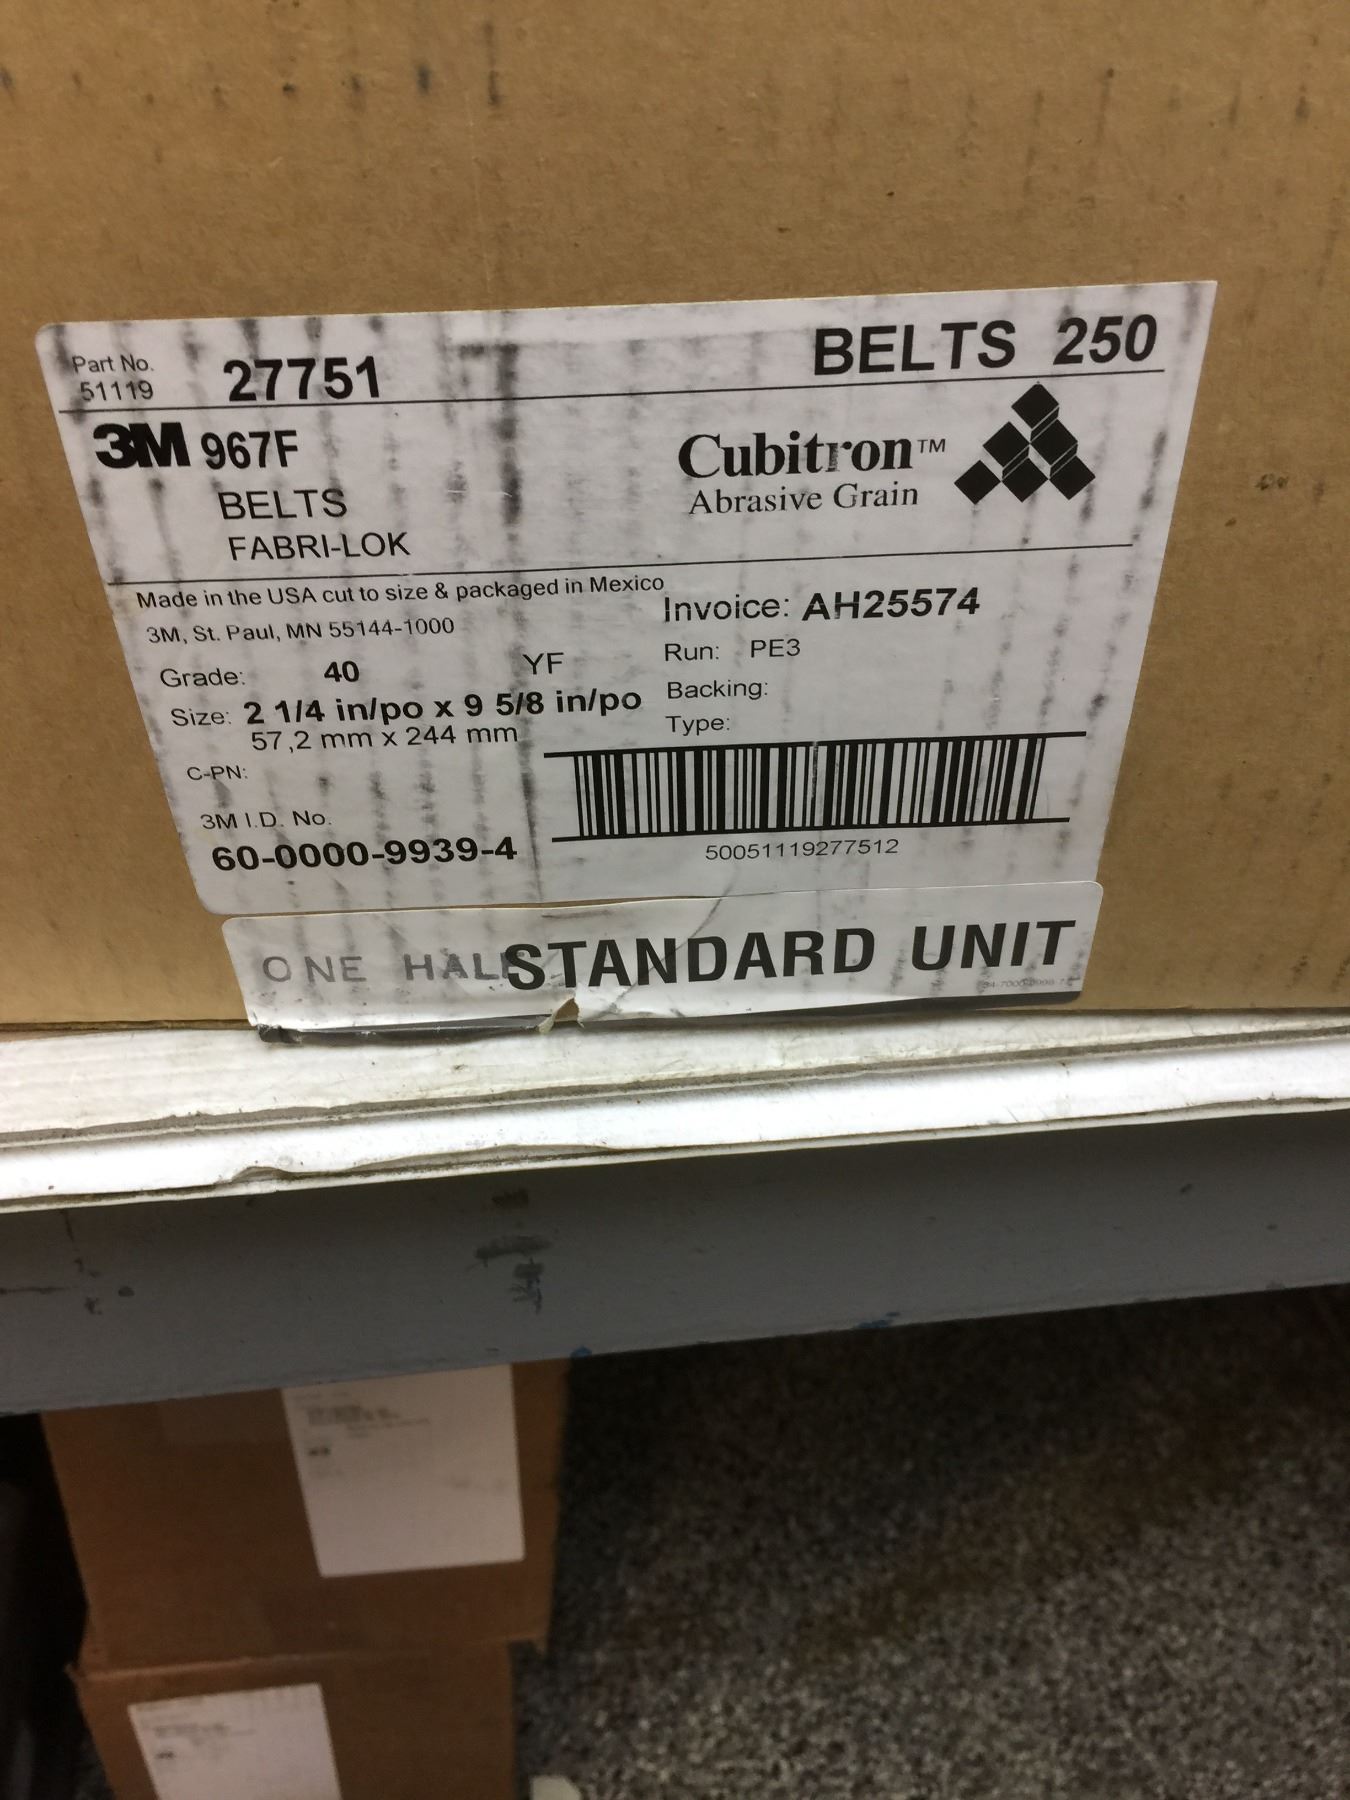 Part No.
51119 27751 BELTS 250
3M 967F
BELTS
FABRI-LOK
Cubitron™
Abrasive Grain
Made in the USA cut to size & packaged in Mexico
3M, St. Paul, MN 55144-1000
Grade: 40 YF
Size: 2 1/4 in/po x 9 5/8 in/po
57,2 mm x 244 mm
C-PN:
3M I.D. No.
60-0000-9939-4
Invoice: AH25574
Run: PE3
Backing:
Type:
50051119277512
ONE HALF STANDARD UNIT